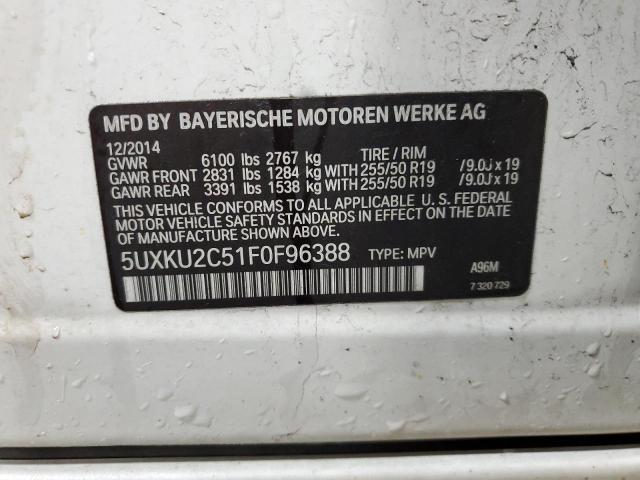 MFD BY BAYERISCHE MOTOREN WERKE AG
12/2014
GVWR 6100 lbs 2767 kg TIRE / RIM
GAWR FRONT 2831 lbs 1284 kg WITH 255/50 R19 /9.0J x 19
GAWR REAR 3391 lbs 1538 kg WITH 255/50 R19 /9.0J x 19
THIS VEHICLE CONFORMS TO ALL APPLICABLE U. S. FEDERAL
MOTOR VEHICLE SAFETY STANDARDS IN EFFECT ON THE DATE
OF MANUFACTURE SHOWN ABOVE.
5UXKU2C51F0F96388 TYPE: MPV A96M
7 320 729